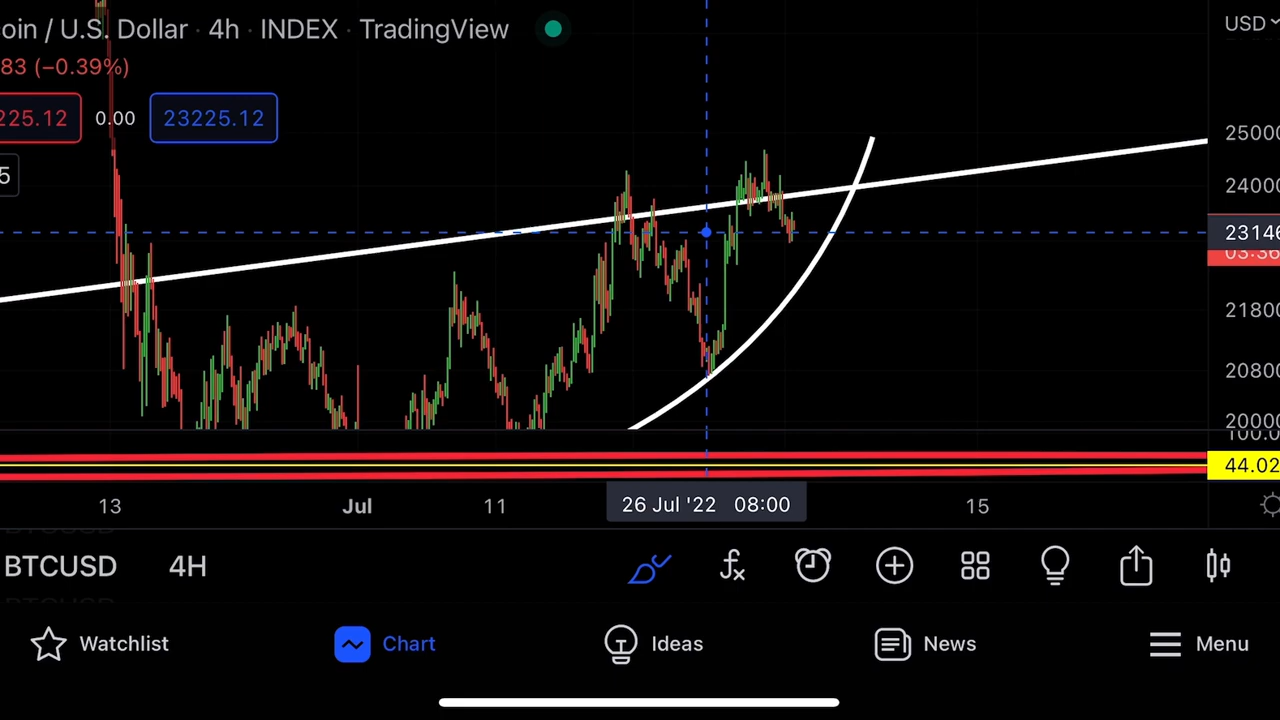 oin / U.S. Dollar · 4h · INDEX · TradingView
USD
83 (−0.39%)
225.12 0.00 23225.12
5
25000
24000
23146
03:36
21800
20800
20000
100.0
44.02
13 Jul 11 26 Jul '22 08:00 15
BTCUSD 4H
Watchlist Chart Ideas News Menu